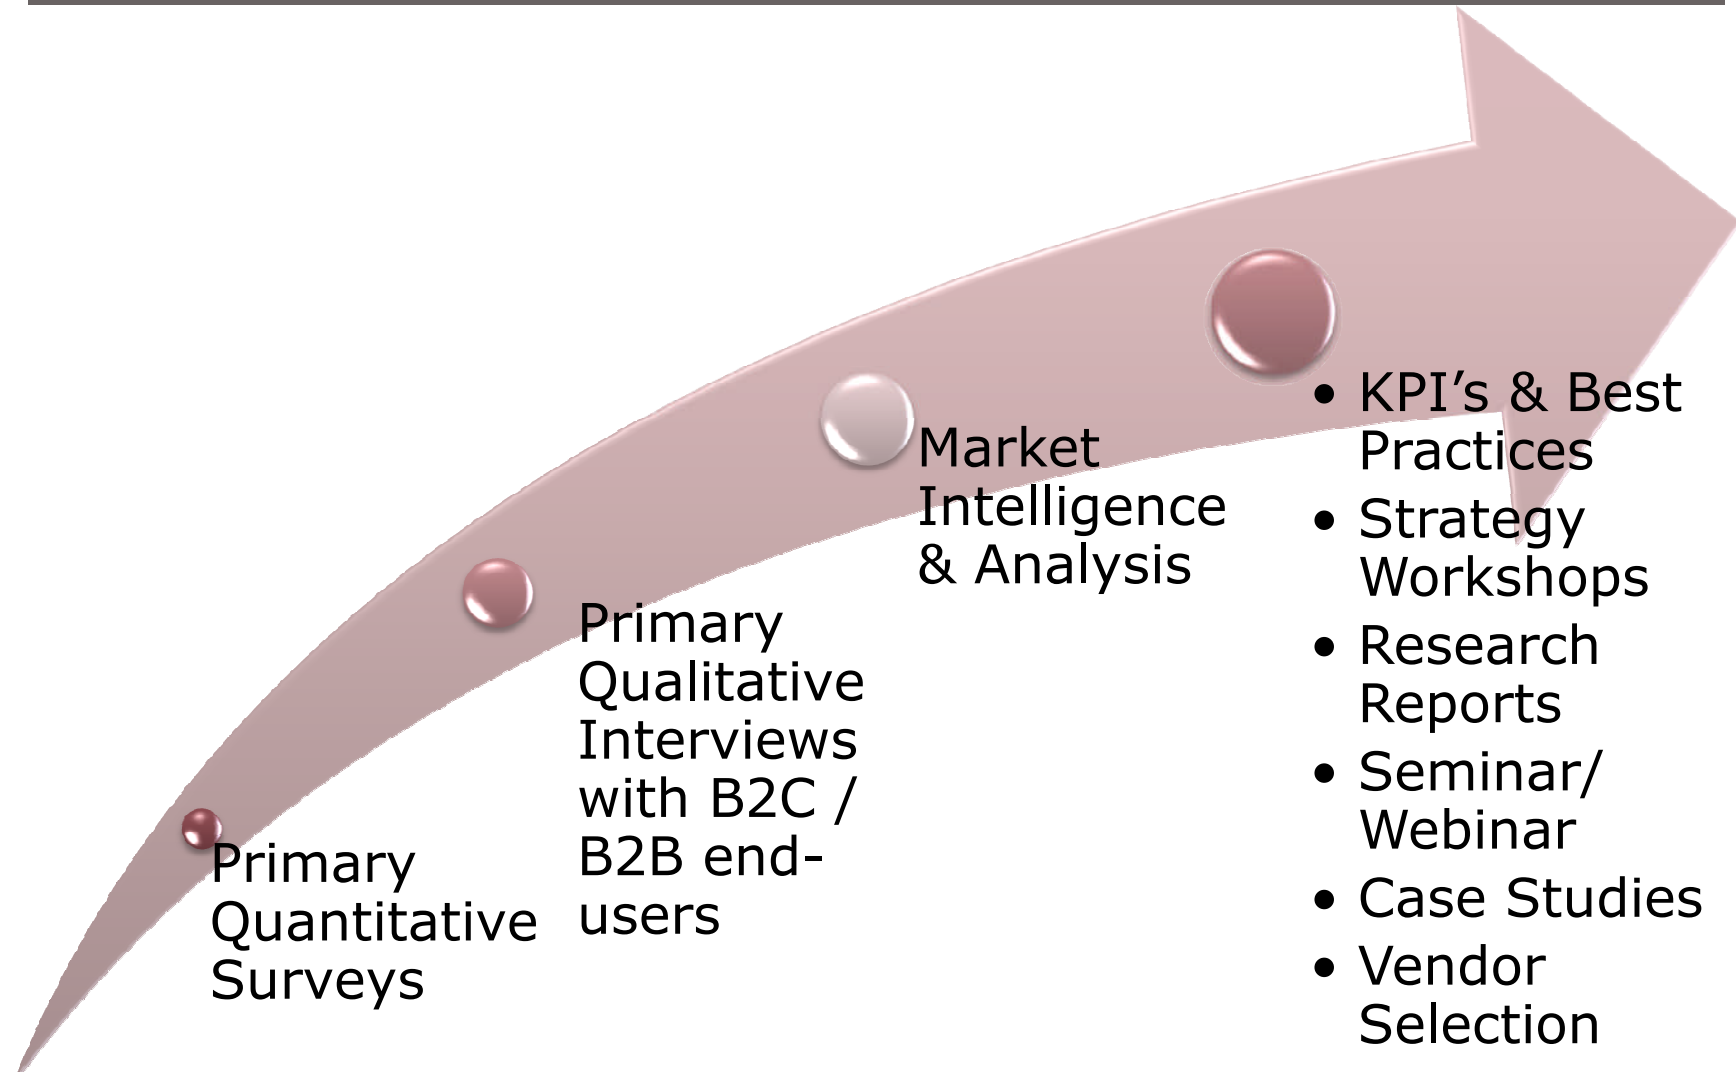 Primary
Quantitative
Surveys
Primary
Qualitative
Interviews
with B2C /
B2B end-
users
Market
Intelligence
& Analysis
• KPI’s & Best
Practices
• Strategy
Workshops
• Research
Reports
• Seminar/
Webinar
• Case Studies
• Vendor
Selection